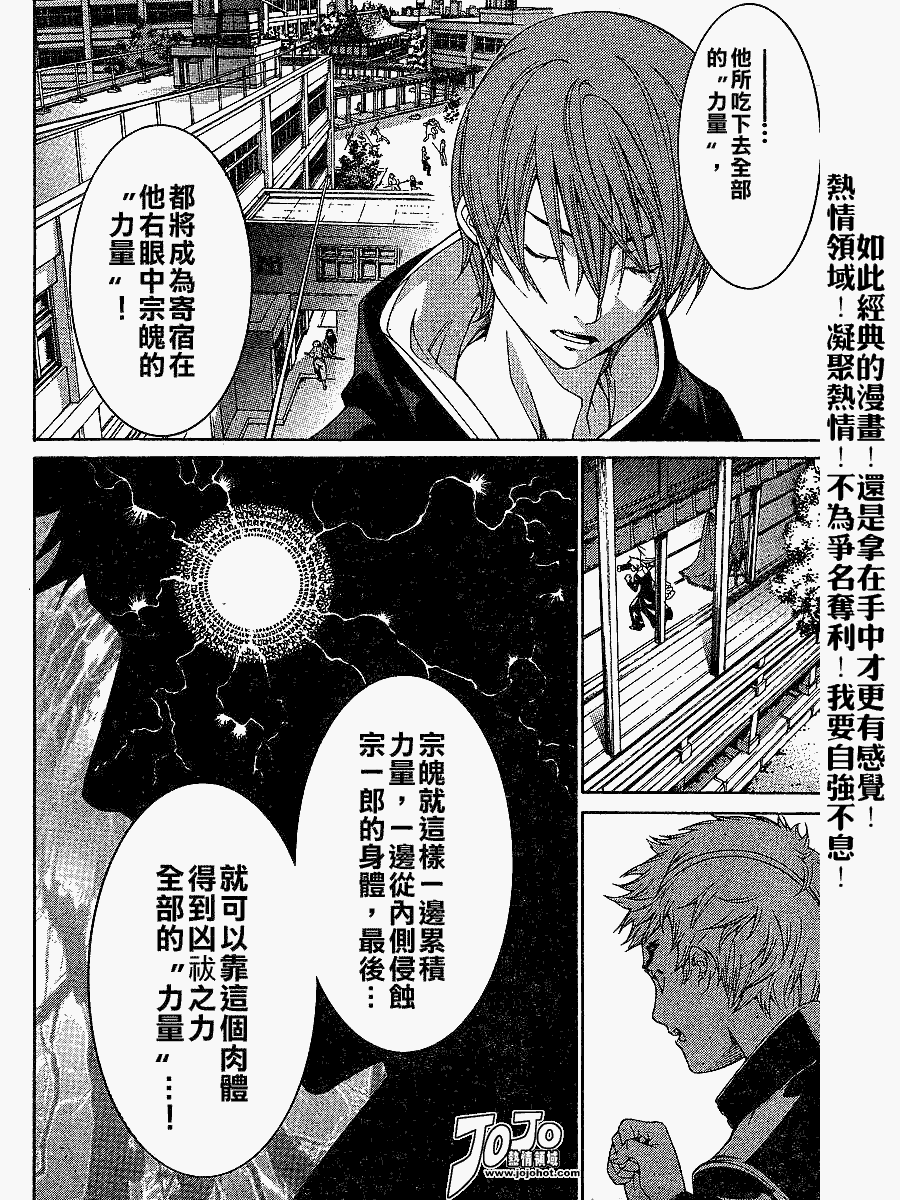 ————…
他所吃下去全部
的〞力量〝，
都將成為寄宿在
他右眼中宗魄的
〞力量〝！
宗魄就這樣一邊累積
力量，一邊從內側侵蝕
宗一郎的身體，最後…
就可以靠這個肉體
得到凶祓之力
全部的〞力量〝…！
如此經典的漫畫！還是拿在手中才更有感覺！
熱情領域！凝聚熱情！不為爭名奪利！我要自強不息！
JOJO
熱情領域
www.jojohot.com